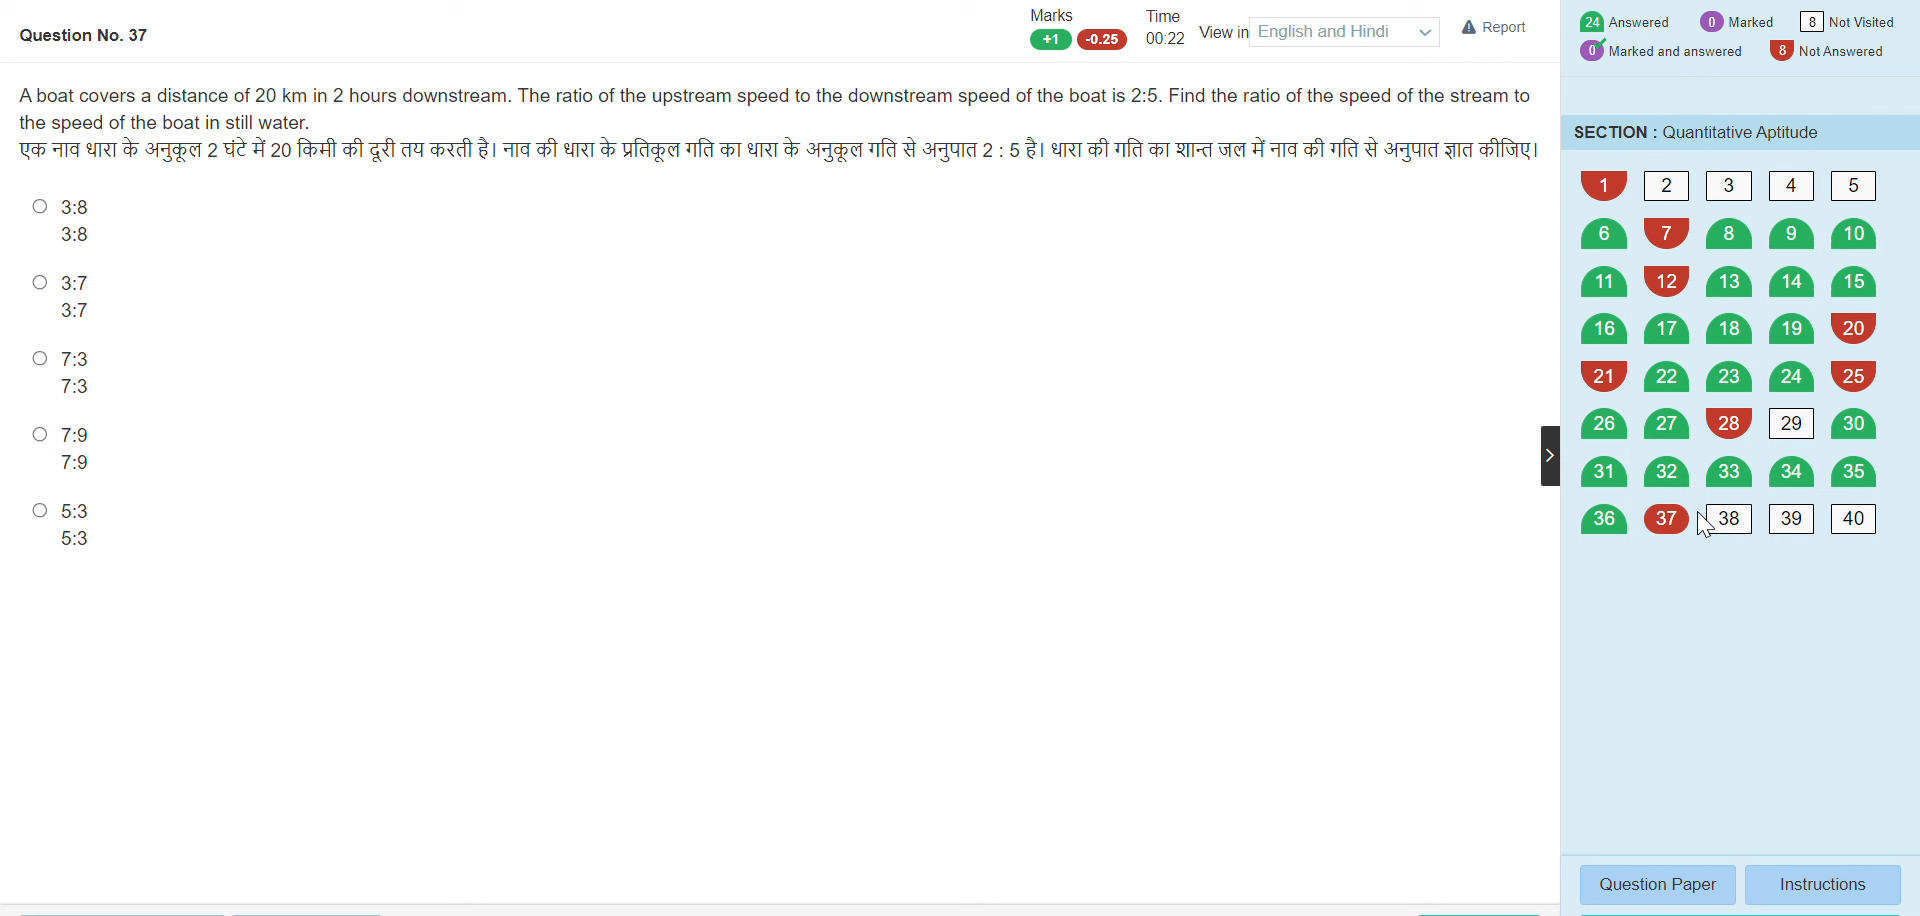 Question No. 37
Marks
+1 -0.25
Time
00:22
View in English and Hindi
Report
A boat covers a distance of 20 km in 2 hours downstream. The ratio of the upstream speed to the downstream speed of the boat is 2:5. Find the ratio of the speed of the stream to
the speed of the boat in still water.
एक नाव धारा के अनुकूल 2 घंटे में 20 किमी की दूरी तय करती है। नाव की धारा के प्रतिकूल गति का धारा के अनुकूल गति से अनुपात 2 : 5 है। धारा की गति का शान्त जल में नाव की गति से अनुपात ज्ञात कीजिए।
3:8
3:8
3:7
3:7
7:3
7:3
7:9
7:9
5:3
5:3
24 Answered 0 Marked 8 Not Visited
0 Marked and answered 8 Not Answered
SECTION : Quantitative Aptitude
1 2 3 4 5
6 7 8 9 10
11 12 13 14 15
16 17 18 19 20
21 22 23 24 25
26 27 28 29 30
31 32 33 34 35
36 37 38 39 40
Question Paper Instructions